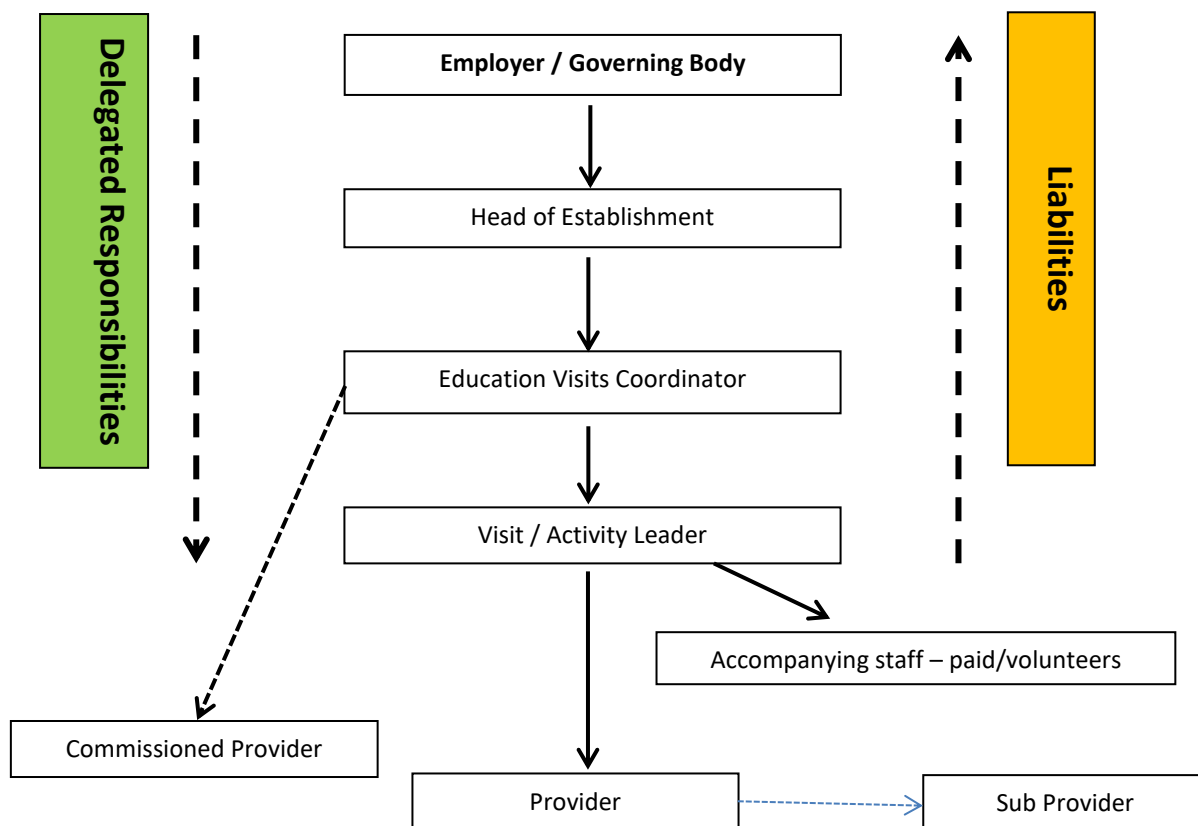 Delegated Responsibilities
Employer / Governing Body
Liabilities
Head of Establishment
Education Visits Coordinator
Visit / Activity Leader
Accompanying staff – paid/volunteers
Commissioned Provider
Provider
Sub Provider